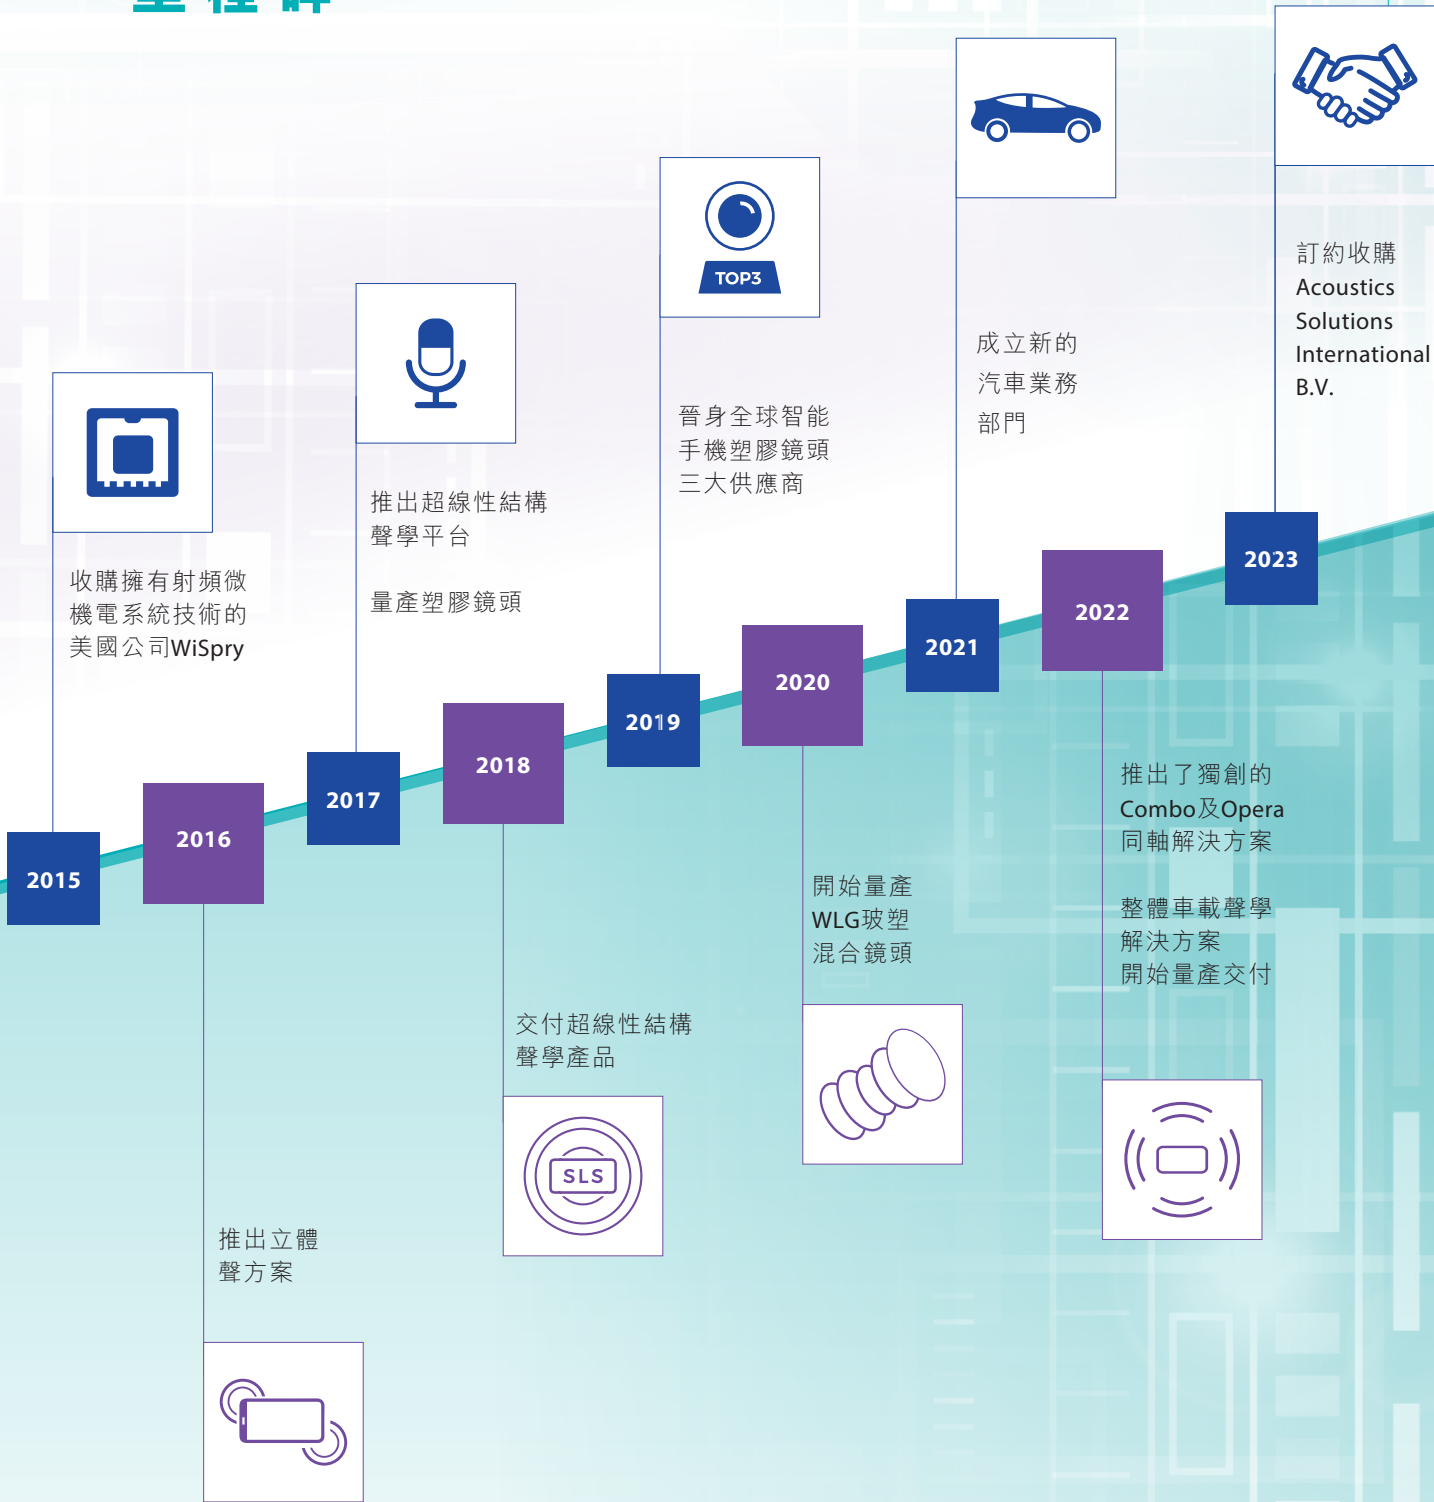 里程碑
2015
收購擁有射頻微
機電系統技術的
美國公司WiSpry
2016
推出立體
聲方案
2017
推出超線性結構
聲學平台
量產塑膠鏡頭
2018
交付超線性結構
聲學產品
SLS
2019
TOP3
晉身全球智能
手機塑膠鏡頭
三大供應商
2020
開始量產
WLG玻塑
混合鏡頭
2021
成立新的
汽車業務
部門
2022
推出了獨創的
Combo及Opera
同軸解決方案
整體車載聲學
解決方案
開始量產交付
2023
訂約收購
Acoustics
Solutions
International
B.V.